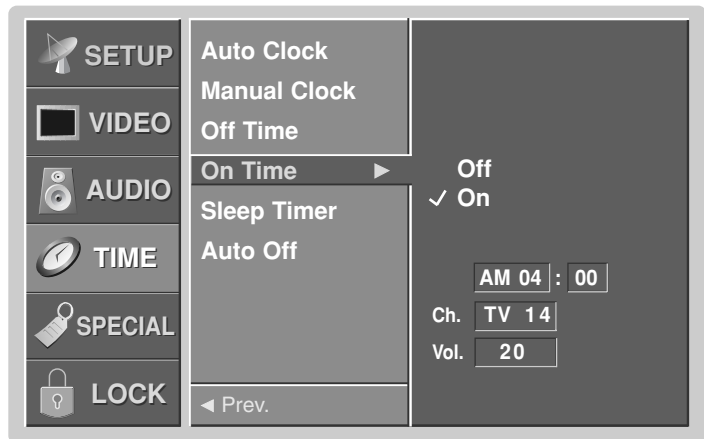 SETUP
VIDEO
AUDIO
TIME
SPECIAL
LOCK
Auto Clock
Manual Clock
Off Time
On Time ►
Sleep Timer
Auto Off
◄ Prev.
Off
✓ On
AM 04 : 00
Ch. TV 14
Vol. 20